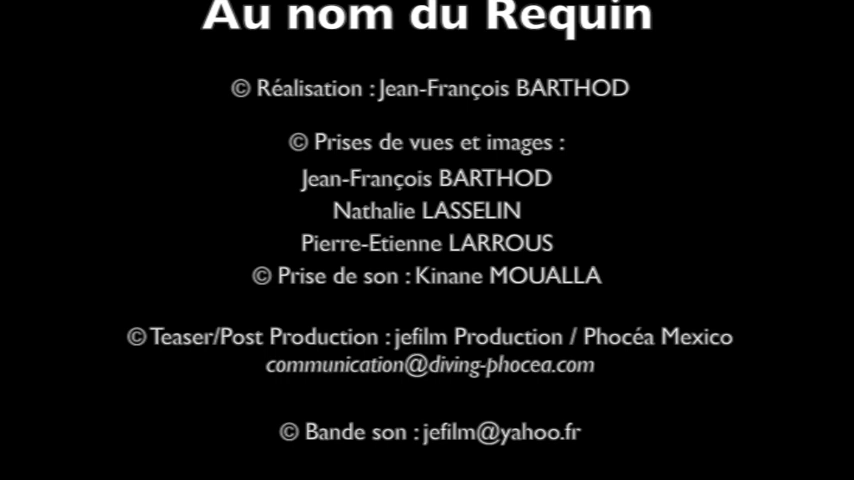 Au nom du Requin
© Réalisation : Jean-François BARTHOD
© Prises de vues et images :
Jean-François BARTHOD
Nathalie LASSELIN
Pierre-Etienne LARROUS
© Prise de son : Kinane MOUALLA
© Teaser/Post Production : jefilm Production / Phocéa Mexico
communication@diving-phocea.com
© Bande son : jefilm@yahoo.fr